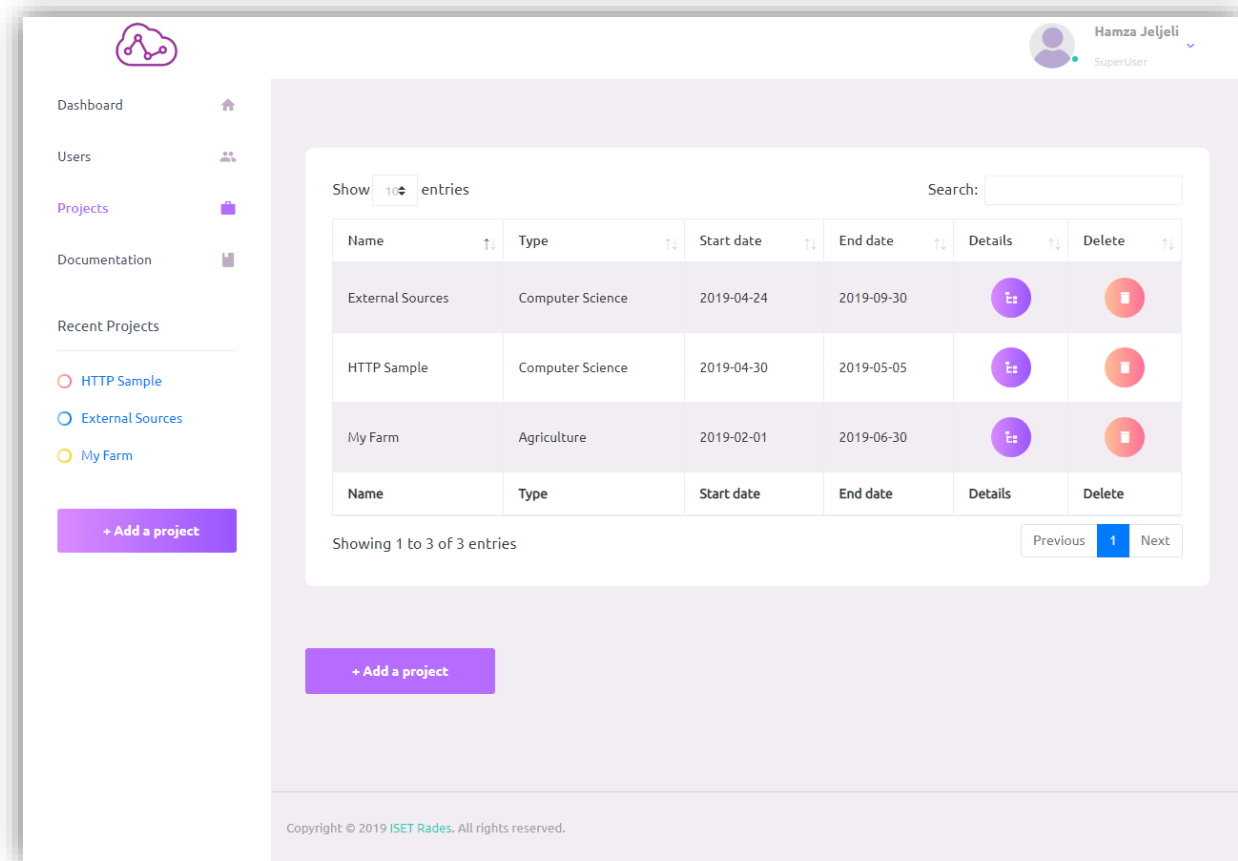 Hamza Jeljeli
SuperUser
Dashboard
Users
Projects
Documentation
Recent Projects
HTTP Sample
External Sources
My Farm
+ Add a project
Show 10 entries
Search:
Name Type Start date End date Details Delete
External Sources Computer Science 2019-04-24 2019-09-30
HTTP Sample Computer Science 2019-04-30 2019-05-05
My Farm Agriculture 2019-02-01 2019-06-30
Name Type Start date End date Details Delete
Showing 1 to 3 of 3 entries
Previous 1 Next
+ Add a project
Copyright © 2019 ISET Rades. All rights reserved.